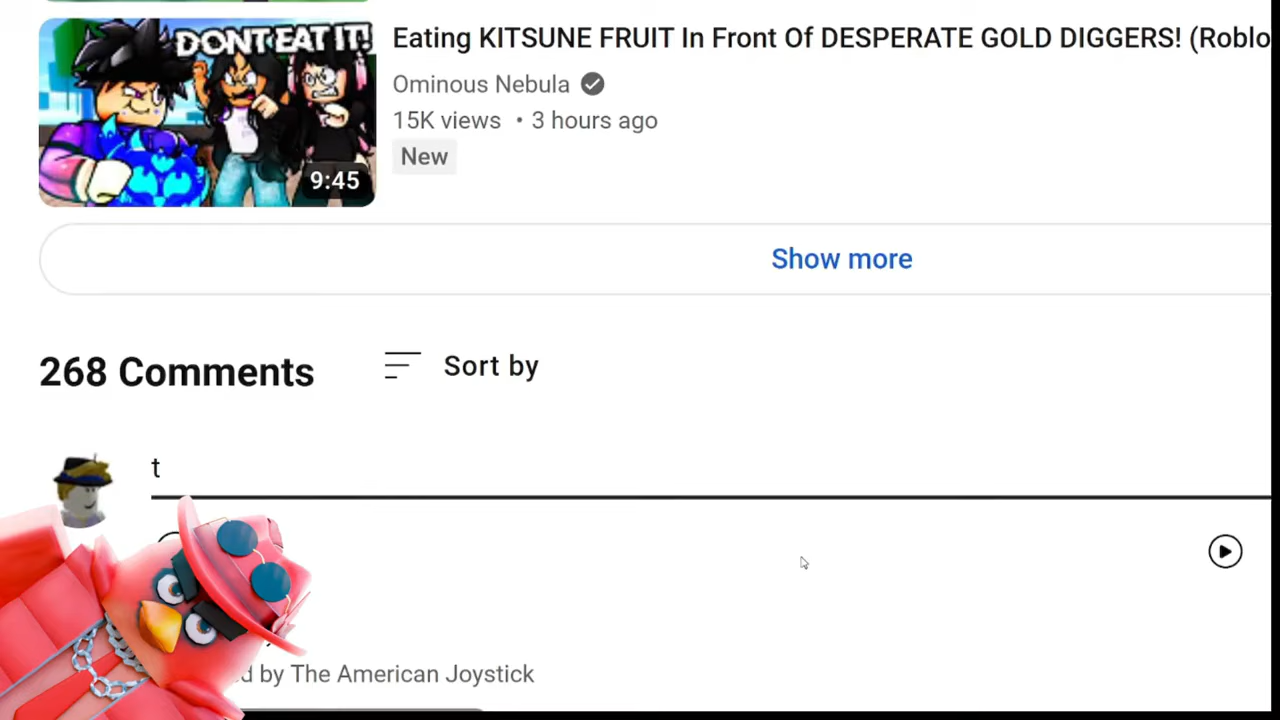 DONT EAT IT!
9:45
Eating KITSUNE FRUIT In Front Of DESPERATE GOLD DIGGERS! (Roblo
Ominous Nebula
15K views • 3 hours ago
New
Show more
268 Comments
Sort by
t
d by The American Joystick